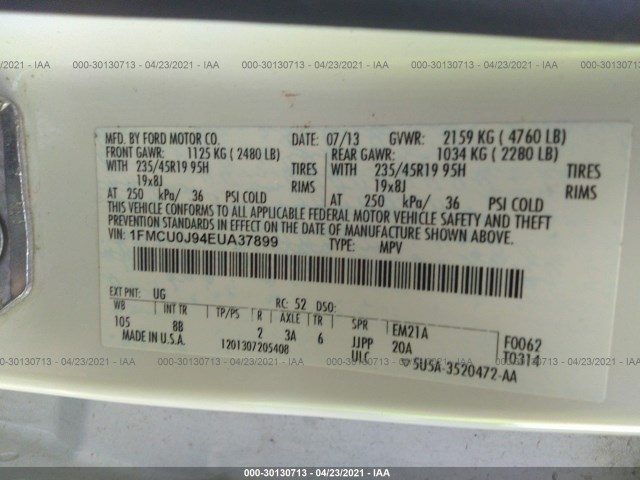 000-30130713 - 04/23/2021 - IAA
MFD. BY FORD MOTOR CO. DATE: 07/13 GVWR: 2159 KG ( 4760 LB)
FRONT GAWR: 1125 KG ( 2480 LB) REAR GAWR: 1034 KG ( 2280 LB)
WITH 235/45R19 95H TIRES WITH 235/45R19 95H TIRES
19x8J RIMS 19x8J RIMS
AT 250 kPa/ 36 PSI COLD AT 250 kPa/ 36 PSI COLD
THIS VEHICLE CONFORMS TO ALL APPLICABLE FEDERAL MOTOR VEHICLE SAFETY AND THEFT
PREVENTION STANDARDS IN EFFECT ON THE DATE OF MANUFACTURE SHOWN ABOVE.
VIN: 1FMCU0J94EUA37899 TYPE: MPV
EXT PNT: UG RC: 52 DSO:
WB INT TR TP/PS R AXLE TR SPR EM21A F0062
105 8B 2 3A 6 JJPP 20A T0314
MADE IN U.S.A. 1201307205408 ULC 5U5A-3520472-AA
000-30130713 - 04/23/2021 - IAA